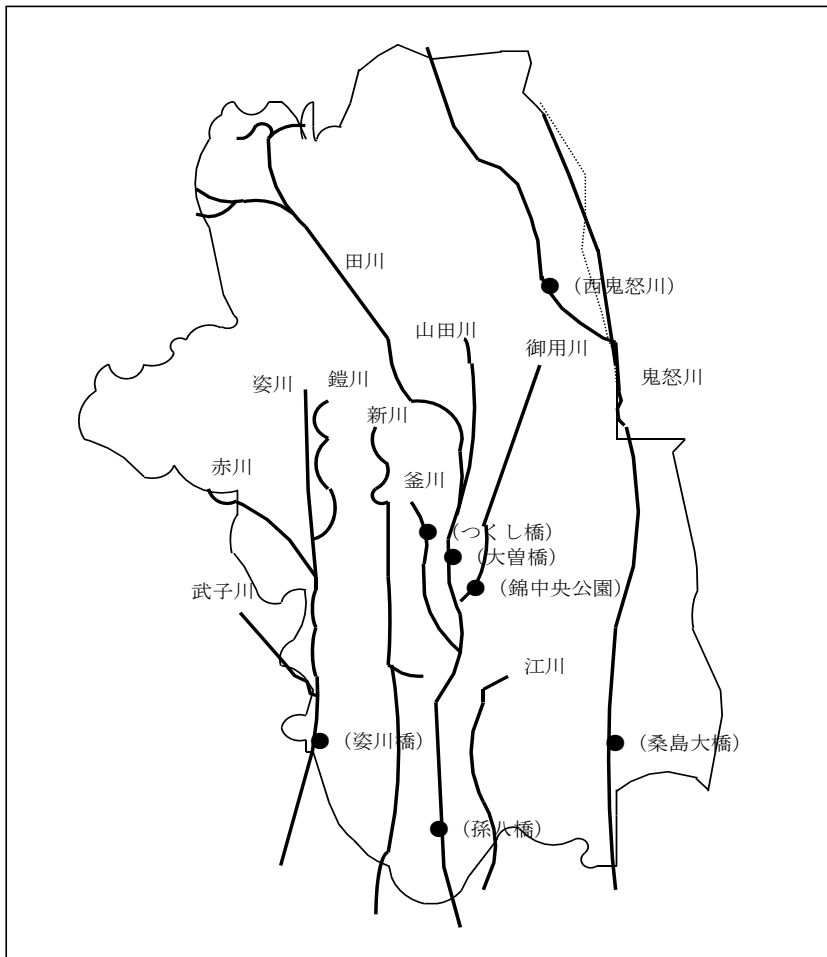 田川
（西鬼怒川）
山田川
御用川
鬼怒川
姿川
鎧川
新川
赤川
釜川
（つくし橋）
（大曽橋）
（錦中央公園）
武子川
江川
（姿川橋）
（桑島大橋）
（孫八橋）